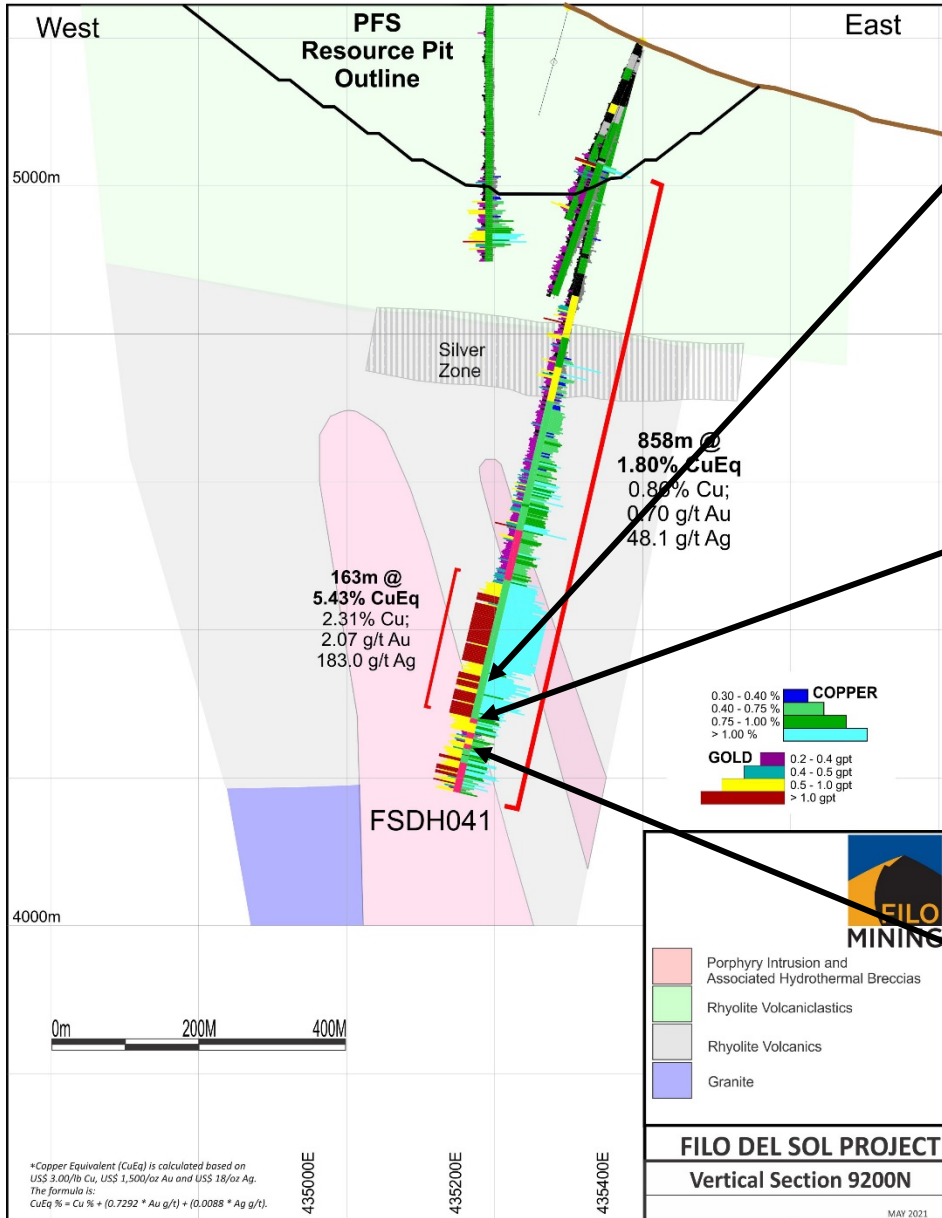 West
PFS
Resource Pit
Outline
East
5000m
Silver
Zone
858m @
1.80% CuEq
0.86% Cu;
0.70 g/t Au
48.1 g/t Ag
163m @
5.43% CuEq
2.31% Cu;
2.07 g/t Au
183.0 g/t Ag
0.30 - 0.40 % COPPER
0.40 - 0.75 %
0.75 - 1.00 %
> 1.00 %
GOLD 0.2 - 0.4 gpt
0.4 - 0.5 gpt
0.5 - 1.0 gpt
> 1.0 gpt
FSDH041
4000m
FILO
MINING
Porphyry Intrusion and
Associated Hydrothermal Breccias
Rhyolite Volcaniclastics
Rhyolite Volcanics
Granite
0m 200M 400M
435000E
435200E
435400E
*Copper Equivalent (CuEq) is calculated based on
US$ 3.00/lb Cu, US$ 1,500/oz Au and US$ 18/oz Ag.
The formula is:
CuEq % = Cu % + (0.7292 * Au g/t) + (0.0088 * Ag g/t).
FILO DEL SOL PROJECT
Vertical Section 9200N
MAY 2021